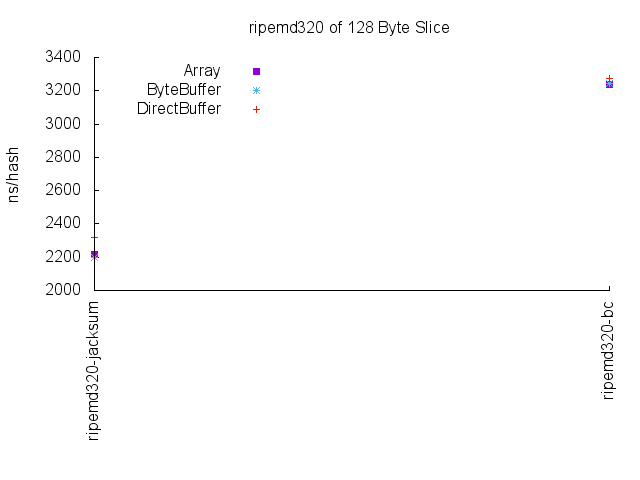 ripemd320 of 128 Byte Slice
3400
3200
3000
2800
2600
2400
2200
2000
ns/hash
Array
ByteBuffer
DirectBuffer
ripemd320-jacksum
ripemd320-bc